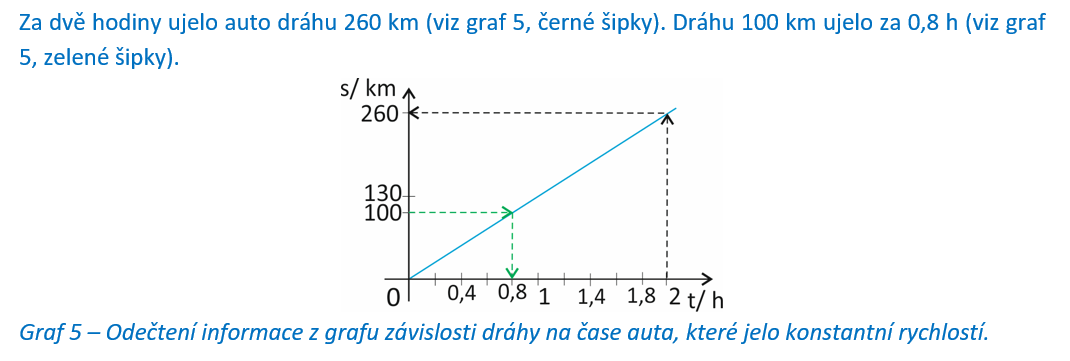 Za dvě hodiny ujelo auto dráhu 260 km (viz graf 5, černé šipky). Dráhu 100 km ujelo za 0,8 h (viz graf
5, zelené šipky).
s/ km
260
130
100
0
0,4 0,8 1 1,4 1,8 2 t/ h
Graf 5 – Odečtení informace z grafu závislosti dráhy na čase auta, které jelo konstantní rychlostí.